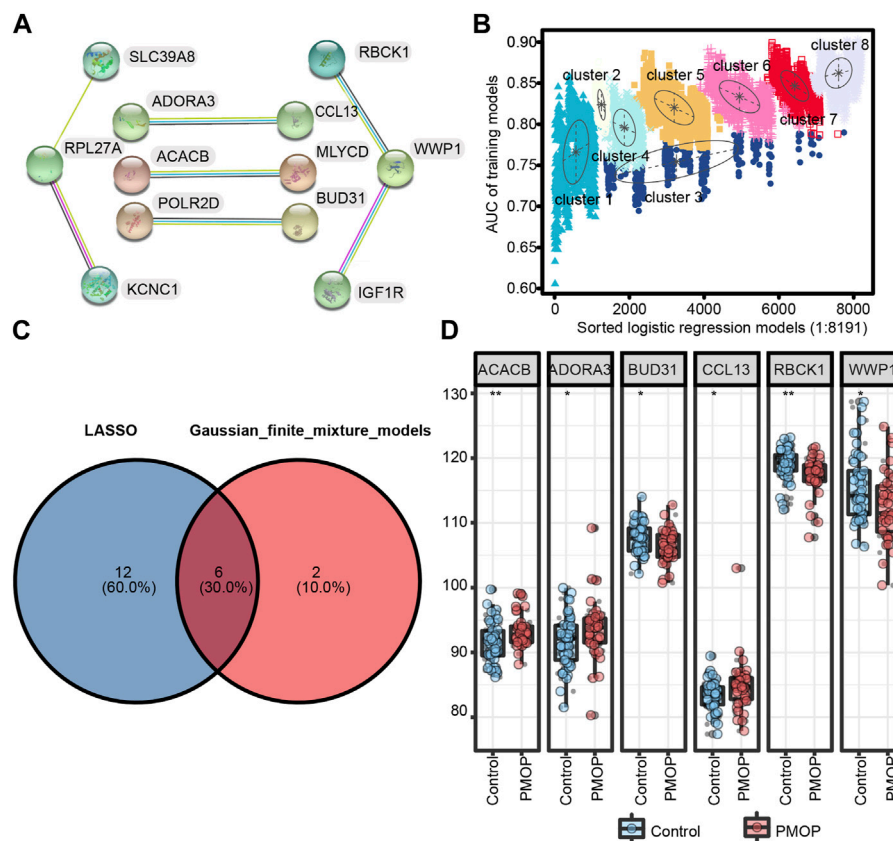 A
SLC39A8
RBCK1
ADORA3
CCL13
RPL27A
ACACB
MLYCD
WWP1
POLR2D
BUD31
KCNC1
IGF1R
B
AUC of training models
0.90
0.85
0.80
0.75
0.70
0.65
0.60
cluster 8
cluster 2
cluster 5
cluster 6
cluster 7
cluster 4
cluster 1
cluster 3
0 2000 4000 6000 8000
Sorted logistic regression models (1:8191)
C
LASSO
Gaussian_finite_mixture_models
12
(60.0%)
6
(30.0%)
2
(10.0%)
D
ACACB ADORA3 BUD31 CCL13 RBCK1 WWP1
** * * * ** *
130
120
110
100
90
80
Control PMOP Control PMOP Control PMOP Control PMOP Control PMOP Control PMOP
Control PMOP